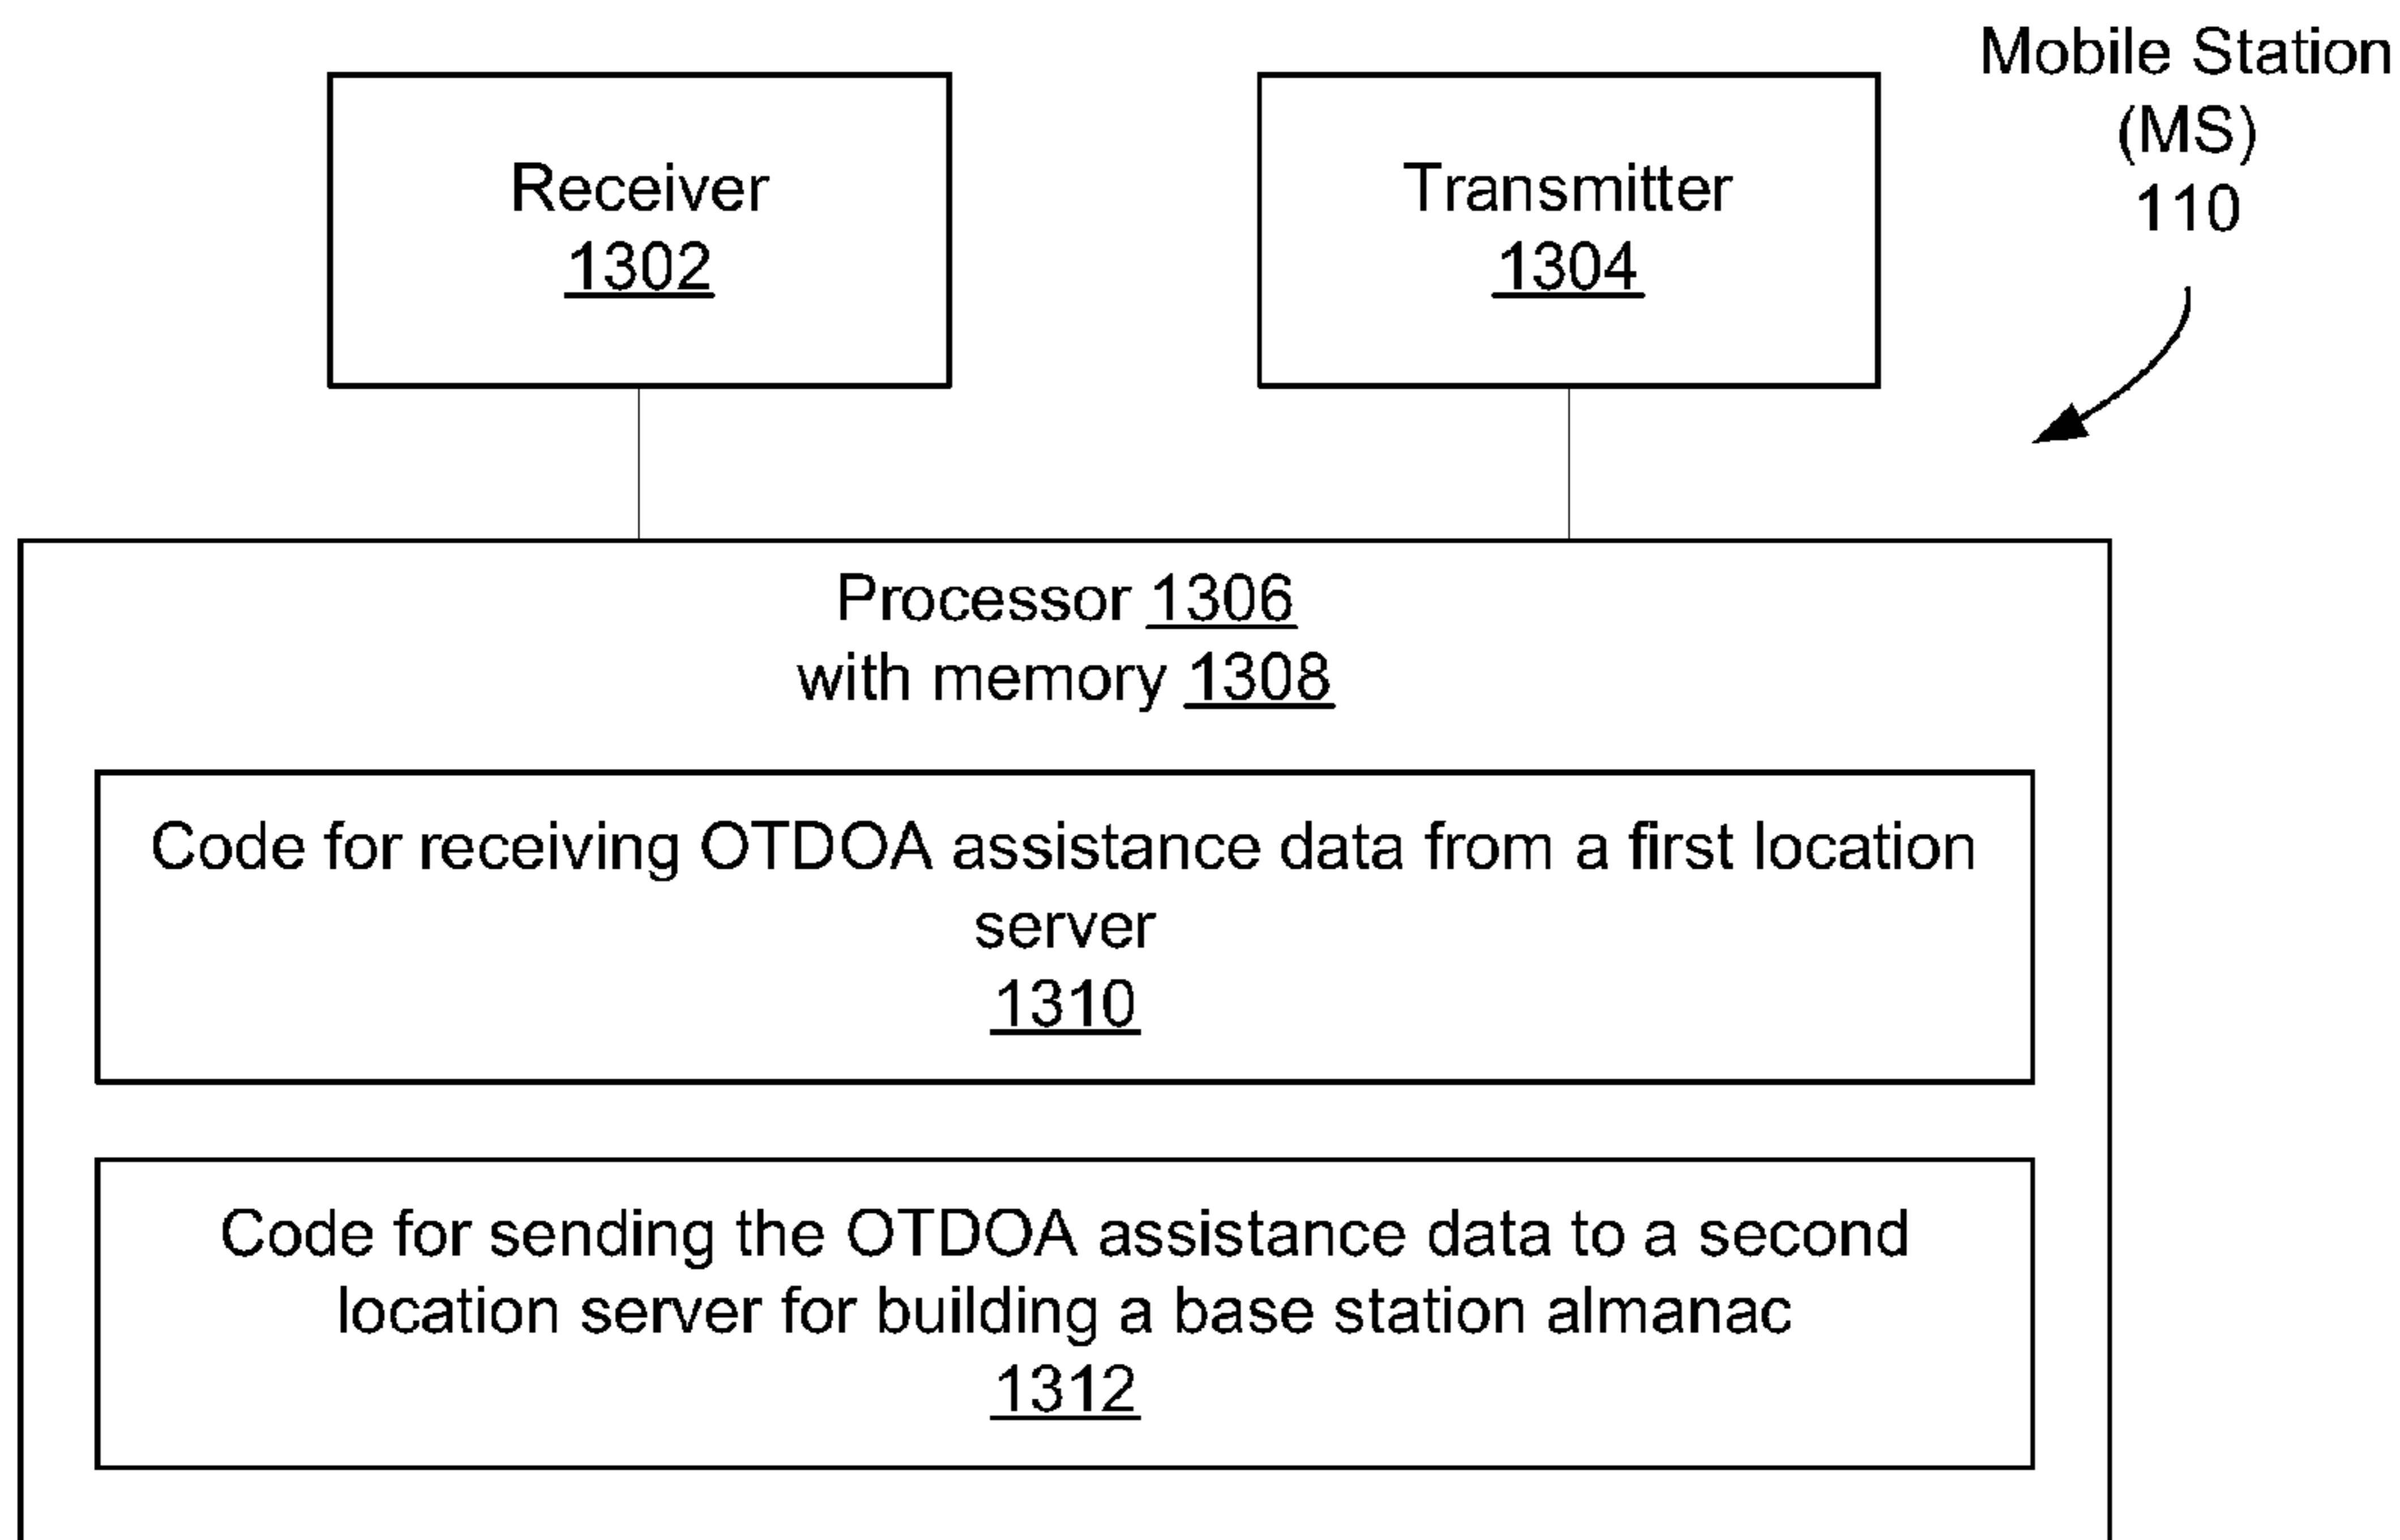 Mobile Station
(MS)
110
Receiver
1302
Transmitter
1304
Processor 1306
with memory 1308
Code for receiving OTDOA assistance data from a first location
server
1310
Code for sending the OTDOA assistance data to a second
location server for building a base station almanac
1312